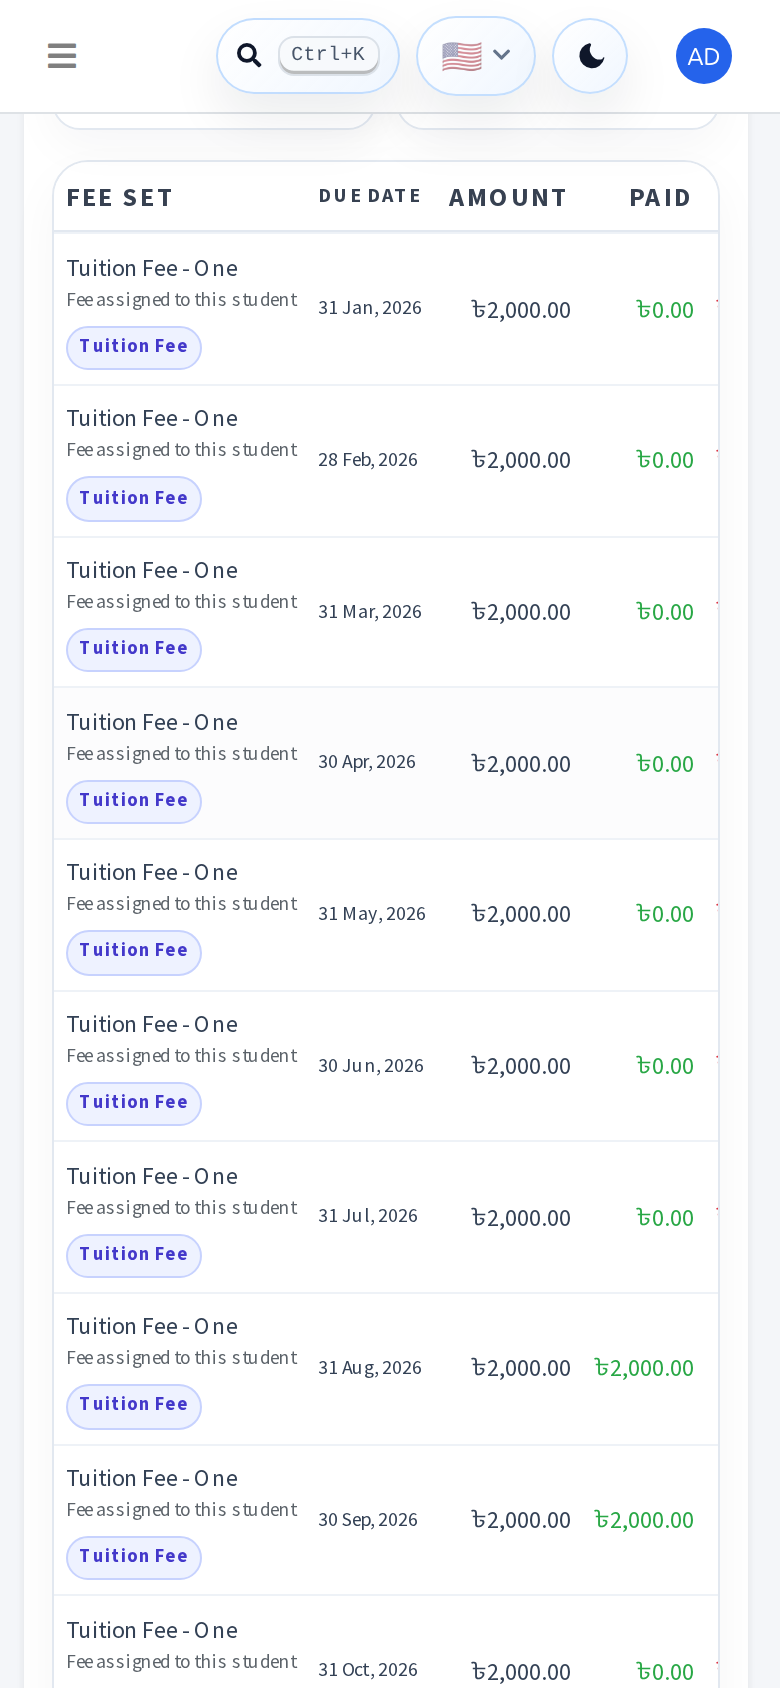 Ctrl+K
AD
FEE SET DUE DATE AMOUNT PAID
Tuition Fee - One
Fee assigned to this student
Tuition Fee
31 Jan, 2026 ৳2,000.00 ৳0.00
Tuition Fee - One
Fee assigned to this student
Tuition Fee
28 Feb, 2026 ৳2,000.00 ৳0.00
Tuition Fee - One
Fee assigned to this student
Tuition Fee
31 Mar, 2026 ৳2,000.00 ৳0.00
Tuition Fee - One
Fee assigned to this student
Tuition Fee
30 Apr, 2026 ৳2,000.00 ৳0.00
Tuition Fee - One
Fee assigned to this student
Tuition Fee
31 May, 2026 ৳2,000.00 ৳0.00
Tuition Fee - One
Fee assigned to this student
Tuition Fee
30 Jun, 2026 ৳2,000.00 ৳0.00
Tuition Fee - One
Fee assigned to this student
Tuition Fee
31 Jul, 2026 ৳2,000.00 ৳0.00
Tuition Fee - One
Fee assigned to this student
Tuition Fee
31 Aug, 2026 ৳2,000.00 ৳2,000.00
Tuition Fee - One
Fee assigned to this student
Tuition Fee
30 Sep, 2026 ৳2,000.00 ৳2,000.00
Tuition Fee - One
Fee assigned to this student
31 Oct, 2026 ৳2,000.00 ৳0.00